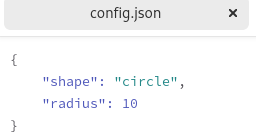 config.json ×
{
    "shape": "circle",
    "radius": 10
}